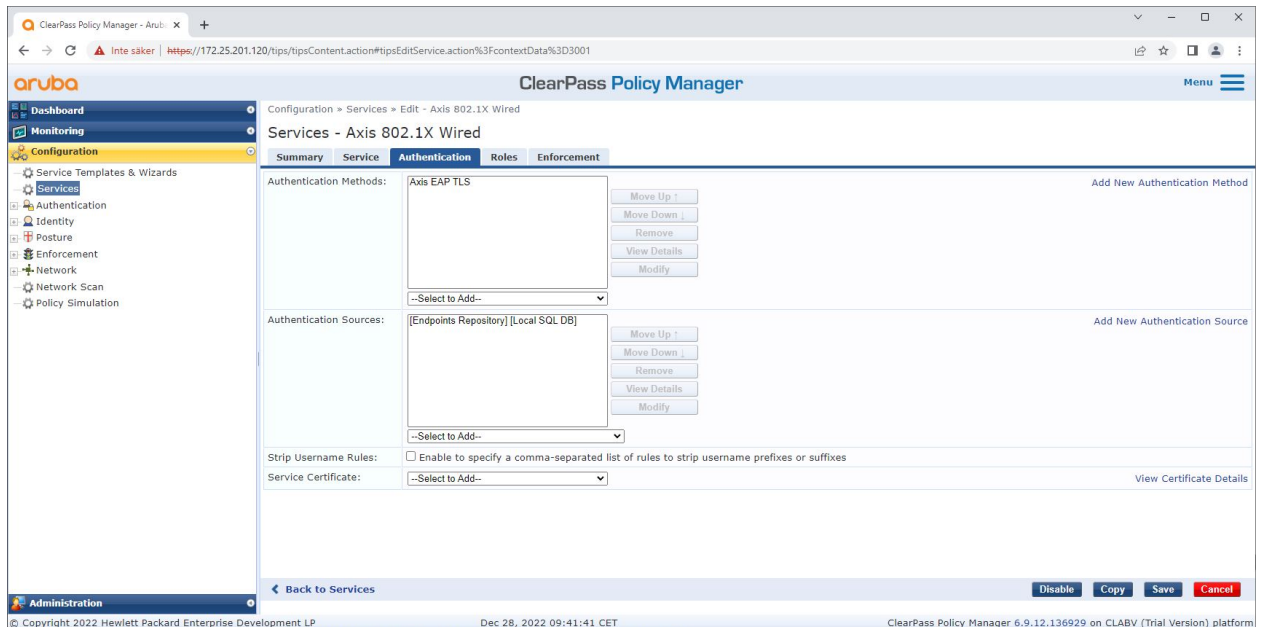 ClearPass Policy Manager - Arub
Inte säker | https://172.25.201.120/tips/tipsContent.action#tipsEditService.action%3FcontextData%3D3001
aruba
ClearPass Policy Manager
Menu
Dashboard
Monitoring
Configuration
Service Templates & Wizards
Services
Authentication
Identity
Posture
Enforcement
Network
Network Scan
Policy Simulation
Administration
Configuration » Services » Edit - Axis 802.1X Wired
Services - Axis 802.1X Wired
Summary Service Authentication Roles Enforcement
Authentication Methods:
Axis EAP TLS
Move Up ↑
Move Down ↓
Remove
View Details
Modify
Add New Authentication Method
--Select to Add--
Authentication Sources:
[Endpoints Repository] [Local SQL DB]
Move Up ↑
Move Down ↓
Remove
View Details
Modify
Add New Authentication Source
--Select to Add--
Strip Username Rules:
Enable to specify a comma-separated list of rules to strip username prefixes or suffixes
Service Certificate:
--Select to Add--
View Certificate Details
Back to Services
Disable Copy Save Cancel
© Copyright 2022 Hewlett Packard Enterprise Development LP
Dec 28, 2022 09:41:41 CET
ClearPass Policy Manager 6.9.12.136929 on CLABV (Trial Version) platform